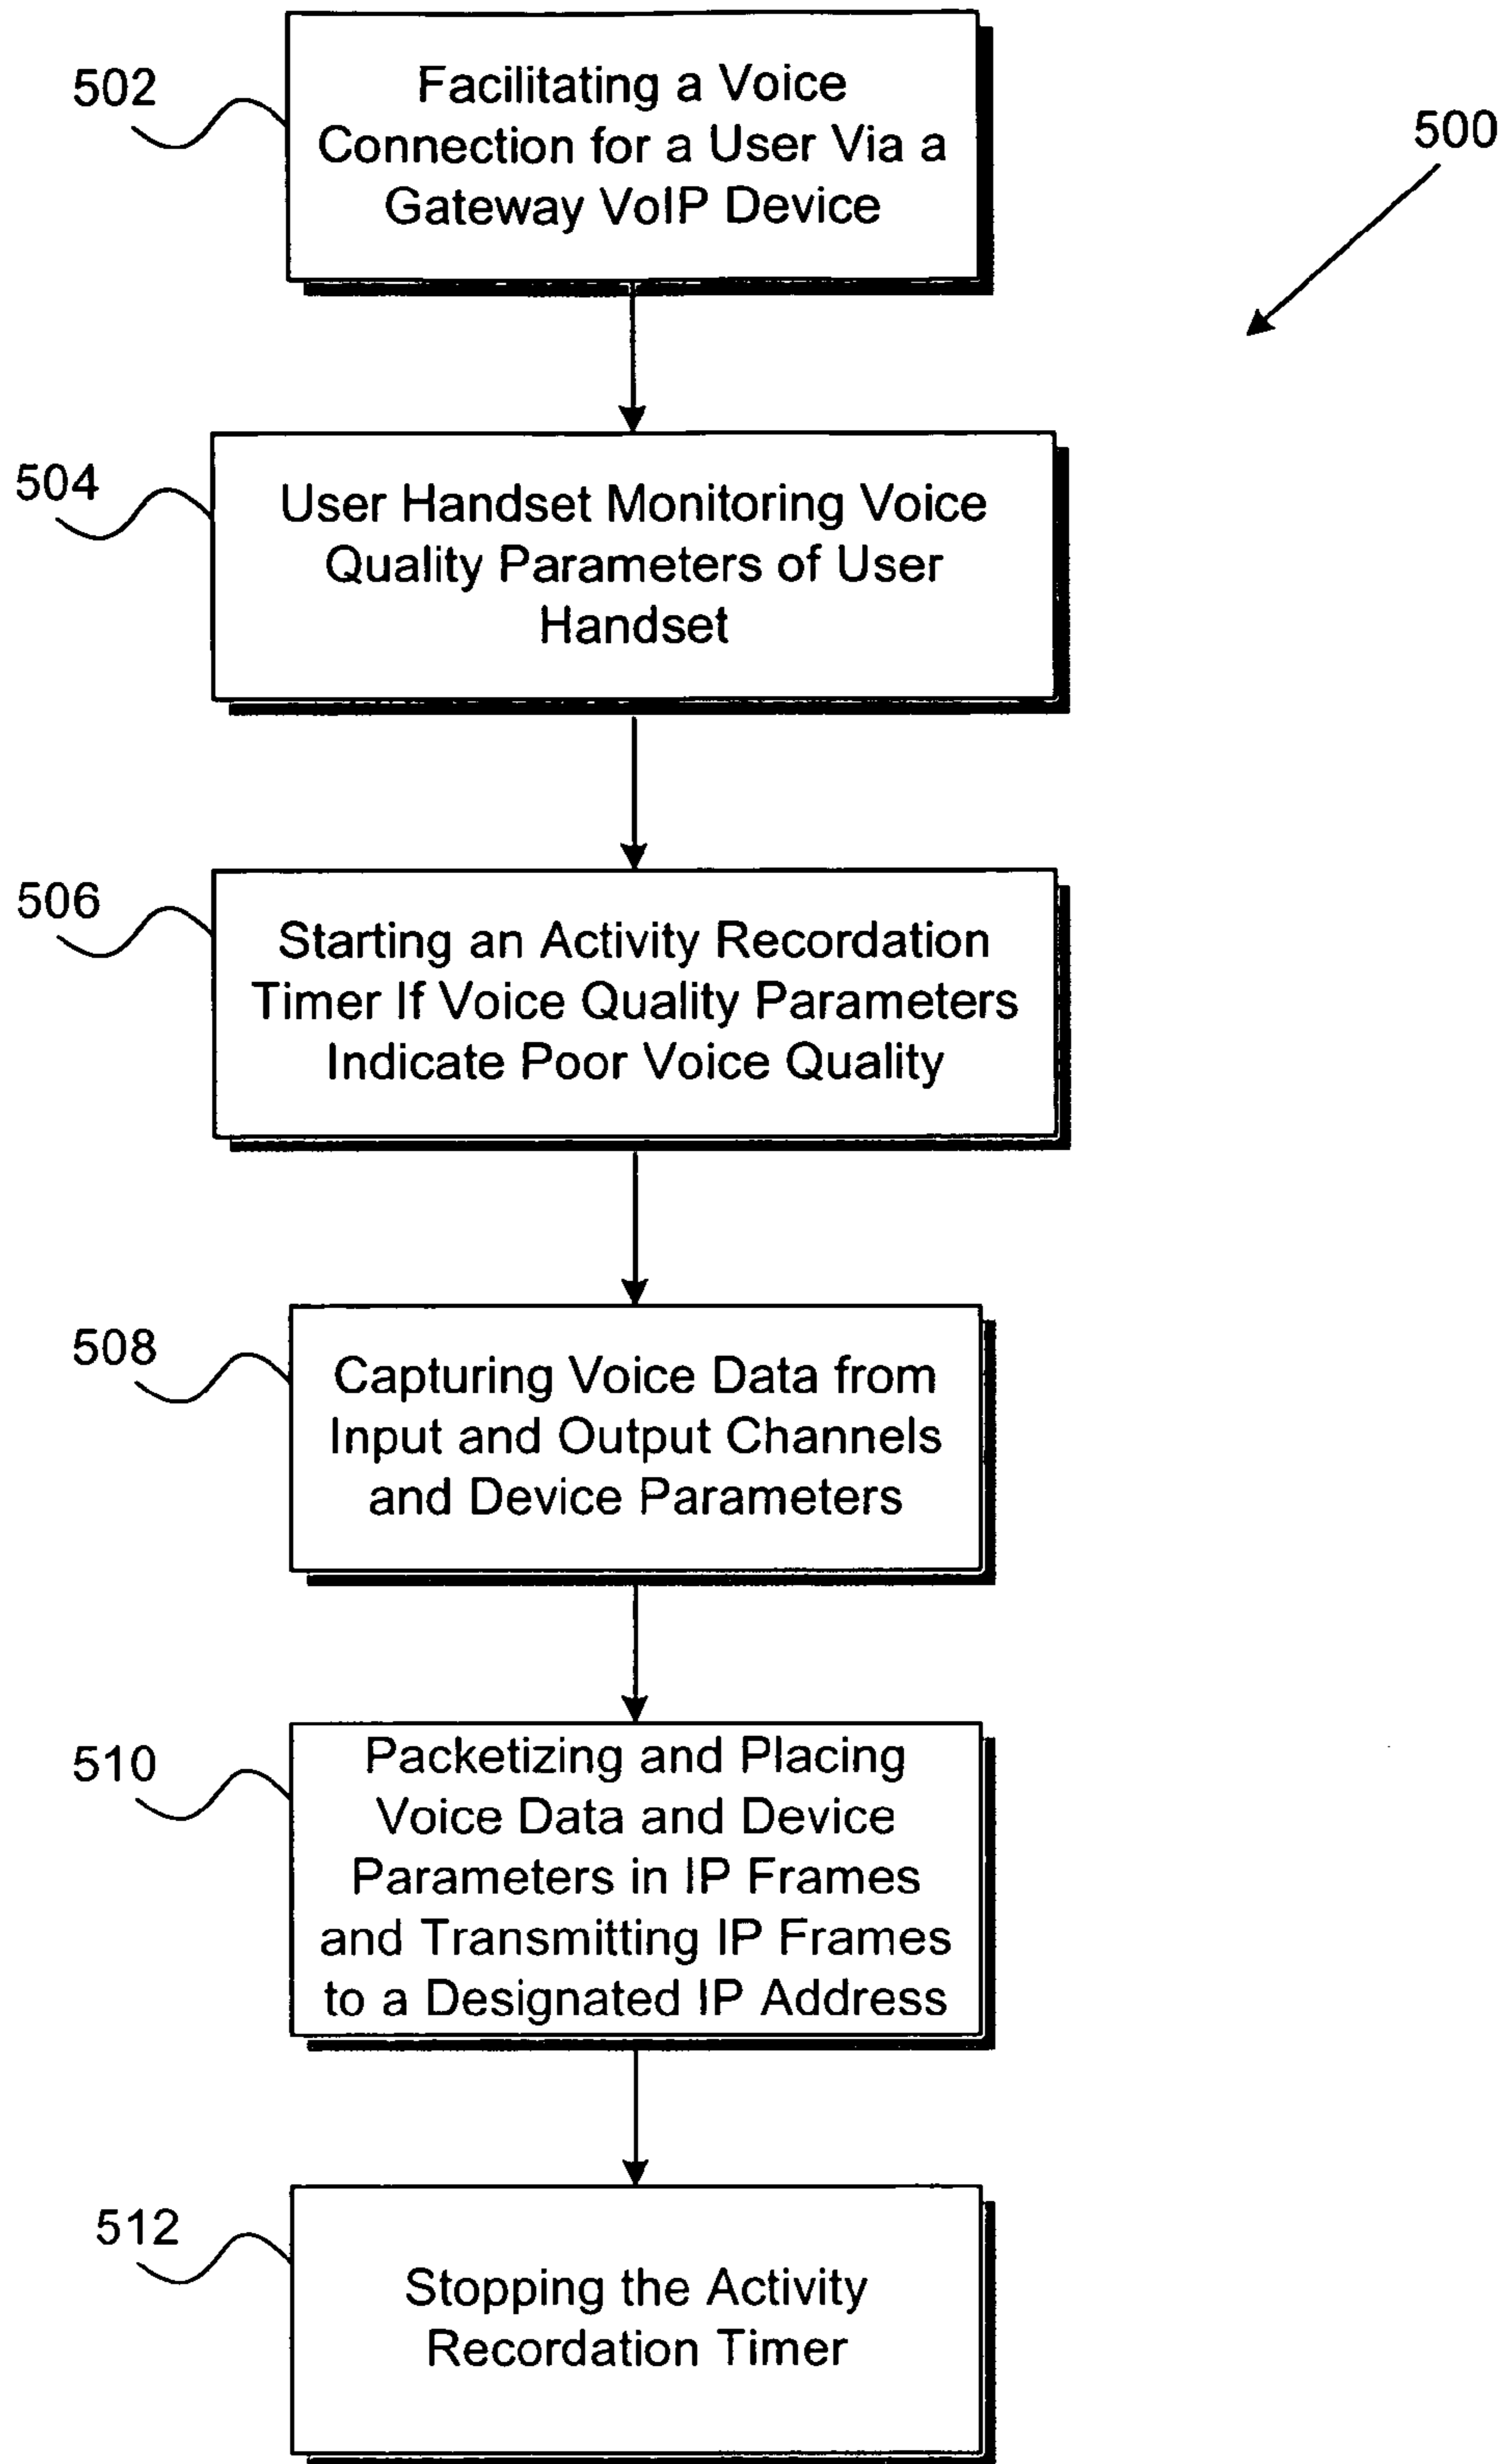 502
Facilitating a Voice
Connection for a User Via a
Gateway VoIP Device
500
504
User Handset Monitoring Voice
Quality Parameters of User
Handset
506
Starting an Activity Recordation
Timer If Voice Quality Parameters
Indicate Poor Voice Quality
508
Capturing Voice Data from
Input and Output Channels
and Device Parameters
510
Packetizing and Placing
Voice Data and Device
Parameters in IP Frames
and Transmitting IP Frames
to a Designated IP Address
512
Stopping the Activity
Recordation Timer